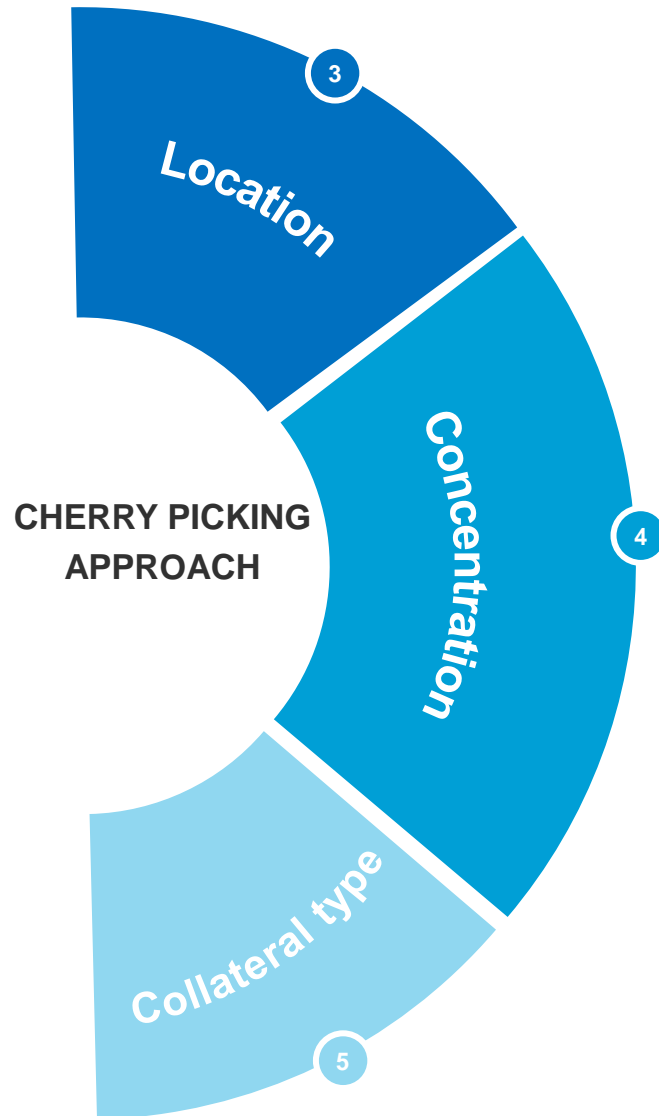 3
Location
Concentration
4
CHERRY PICKING
APPROACH
Collateral type
5